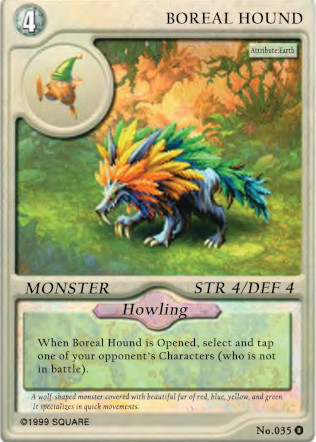 4
BOREAL HOUND
Attribute:Earth
MONSTER
STR 4/DEF 4
Howling
When Boreal Hound is Opened, select and tap
one of your opponent's Characters (who is not
in battle).
A wolf-shaped monster covered with beautiful fur of red, blue, yellow, and green
It specializes in quick movements.
©1999 SQUARE
No.035